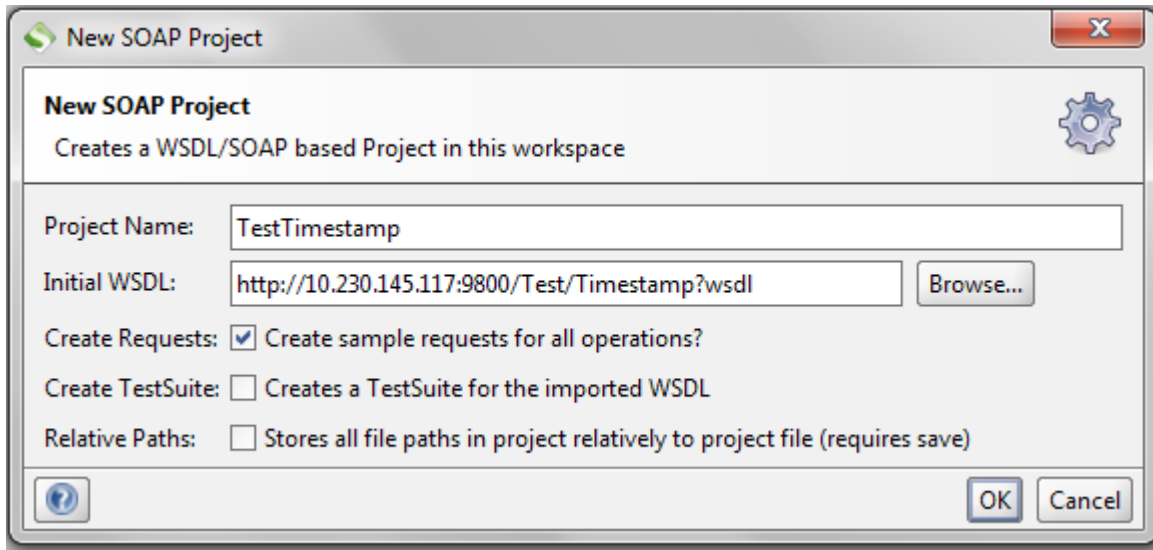 New SOAP Project
New SOAP Project
Creates a WSDL/SOAP based Project in this workspace
Project Name: TestTimestamp
Initial WSDL: http://10.230.145.117:9800/Test/Timestamp?wsdl Browse...
Create Requests: Create sample requests for all operations?
Create TestSuite: Creates a TestSuite for the imported WSDL
Relative Paths: Stores all file paths in project relatively to project file (requires save)
OK Cancel